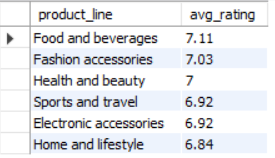 product_line avg_rating
Food and beverages 7.11
Fashion accessories 7.03
Health and beauty 7
Sports and travel 6.92
Electronic accessories 6.92
Home and lifestyle 6.84